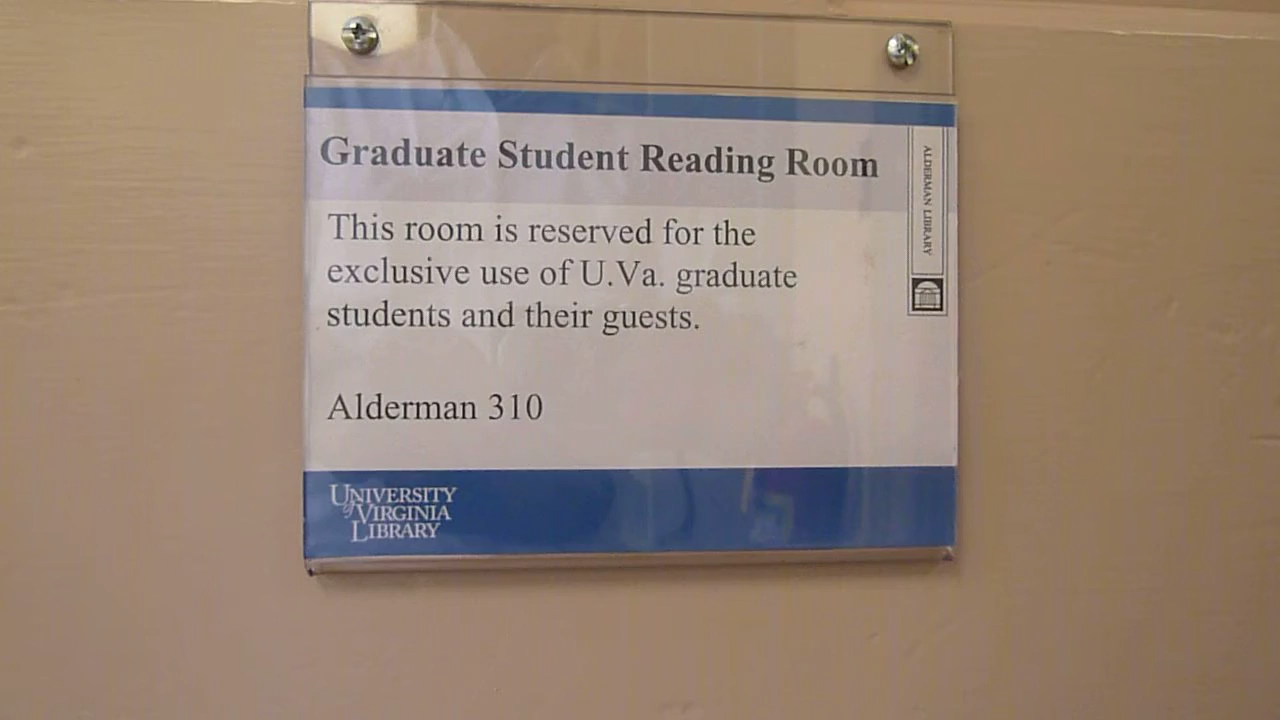 Graduate Student Reading Room
ALDERMAN LIBRARY
This room is reserved for the
exclusive use of U.Va. graduate
students and their guests.
Alderman 310
UNIVERSITY
of VIRGINIA
LIBRARY